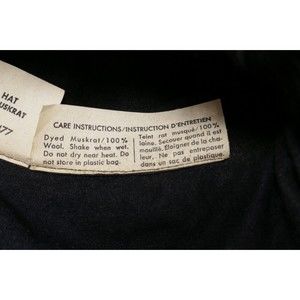 HAT
77
CARE INSTRUCTIONS/INSTRUCTION D'ENTRETIEN
Dyed Muskrat/100%
Wool. Shake when wet.
Do not dry near heat. Do
not store in plastic bag.
Teint rat musqué/100%
laine. Secouer quand il est
mouillé. Éloigner de la cha-
leur. Ne pas entreposer
dans un sac de plastique.